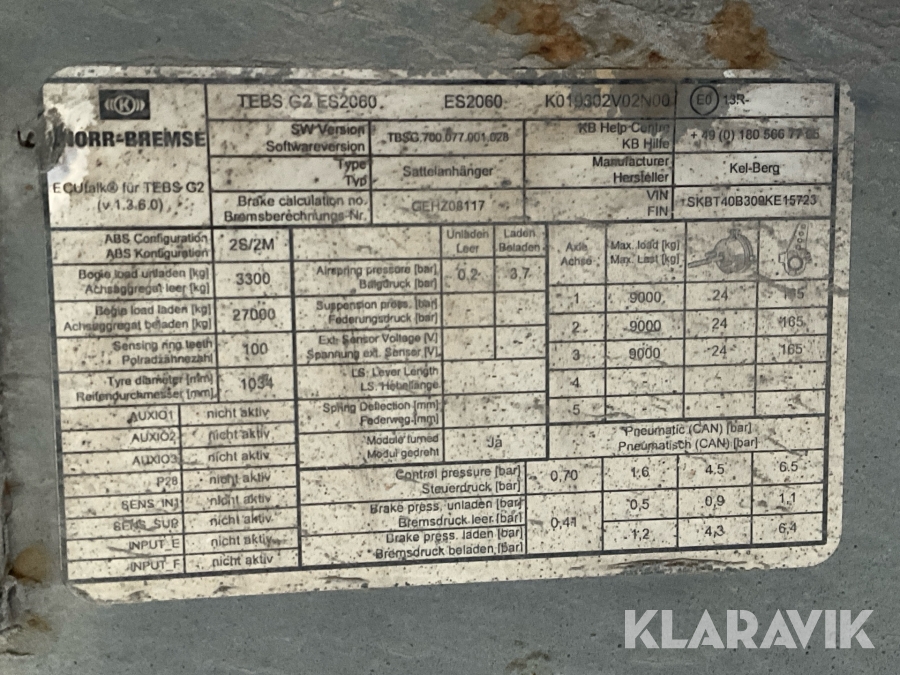 TEBS G2 ES2060. ES2060 K019302V02N00 E0 13R-
KNORR-BREMSE
ECUtalk® für TEBS G2
(v 1.3.6.0)
SW Version
Softwareversion
TBSG.700.077.001.028
KB Help-Center
KB Hilfe
+ 49 (0) 180 566 77
Type
Typ
Sattelanhänger
Manufacturer
Hersteller
Kel-Berg
Brake calculation no.
Bremsberechnungs-Nr.
GEHZ08117
VIN
FIN
SKBT40B309KE15723
ABS Configuration
ABS Konfiguration
2S/2M
Bogie load unladen [kg]
Achsaggregat leer [kg]
3300
Bogie load laden [kg]
Achsaggregat beladen [kg]
27000
Sensing ring teeth
Polradzähnezahl
100
Tyre diameter [mm]
Reifendurchmesser [mm]
1034
AUXIO1 nicht aktiv
AUXIO2 nicht aktiv
AUXIO3 nicht aktiv
P28 nicht aktiv
SENS_IN1 nicht aktiv
SENS_SUP nicht aktiv
INPUT_E nicht aktiv
INPUT_F nicht aktiv
Unladen
Leer
Laden
Beladen
Airspring pressure [bar]
Balgdruck [bar]
0,2 3,7
Suspension press. [bar]
Federungsdruck [bar]
Ext. Sensor Voltage [V]
Spannung ext. Sensor [V]
LS: Lever Length
LS: Hebellänge
Spring Deflection [mm]
Federweg [mm]
Module turned
Modul gedreht
Ja
Axle
Achse
Max. load [kg]
Max. Last [kg]
1 9000 24 165
2 9000 24 165
3 9000 24 165
4
5
Pneumatic (CAN) [bar]
Pneumatisch (CAN) [bar]
Control pressure [bar]
Steuerdruck [bar]
0,70 1,6 4,5 6,5
Brake press. unladen [bar]
Bremsdruck leer [bar]
0,41 0,5 0,9 1,1
Brake press. laden [bar]
Bremsdruck beladen [bar]
1,2 4,3 6,4
KLARAVIK